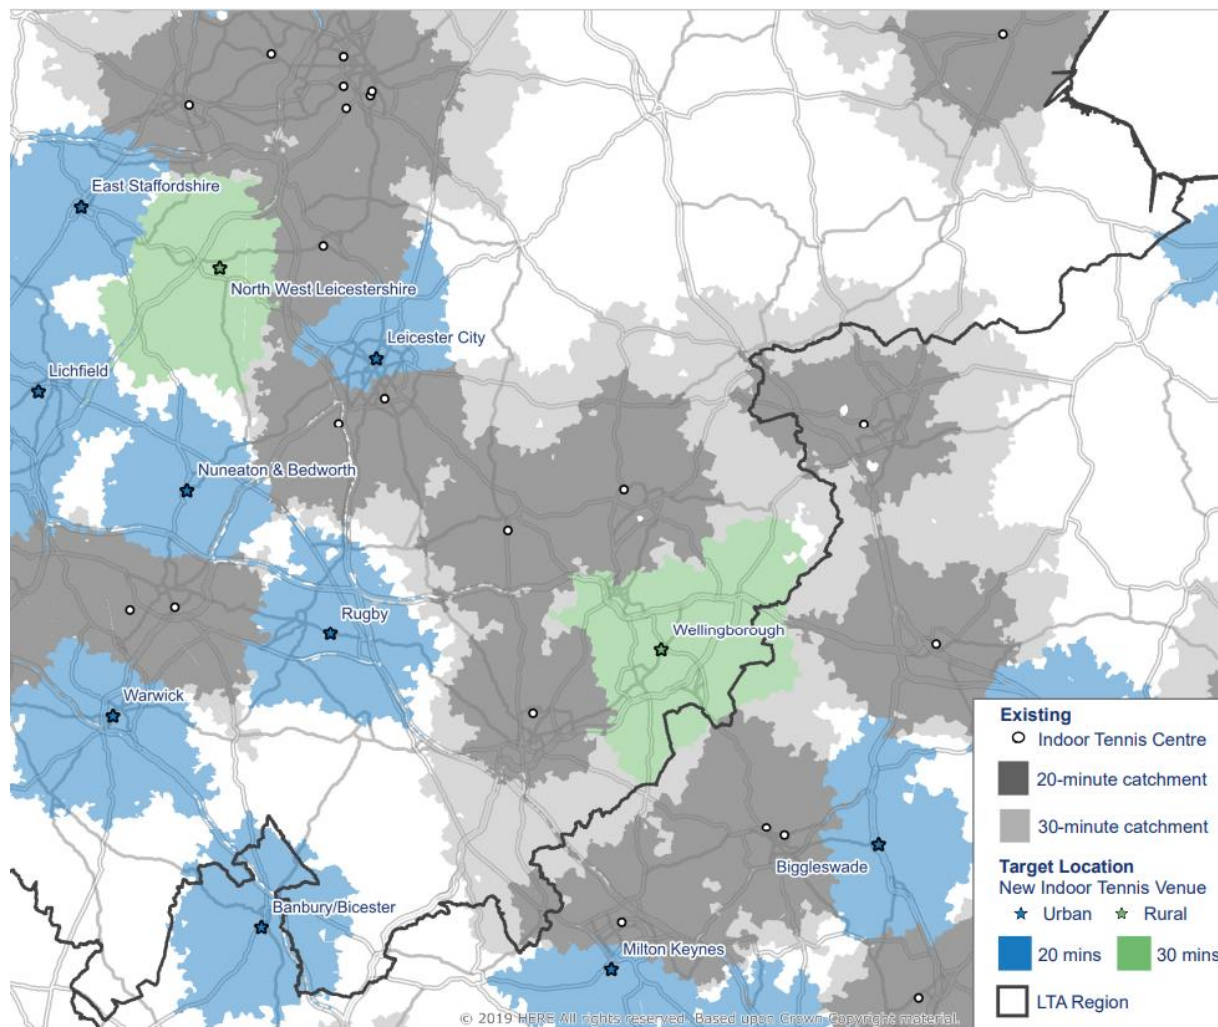 East Staffordshire
North West Leicestershire
Leicester City
Lichfield
Nuneaton & Bedworth
Rugby
Wellingborough
Warwick
Biggleswade
Banbury/Bicester
Milton Keynes
Existing
Indoor Tennis Centre
20-minute catchment
30-minute catchment
Target Location
New Indoor Tennis Venue
Urban
Rural
20 mins
30 mins
LTA Region
© 2019 HERE All rights reserved. Based upon Crown Copyright material.